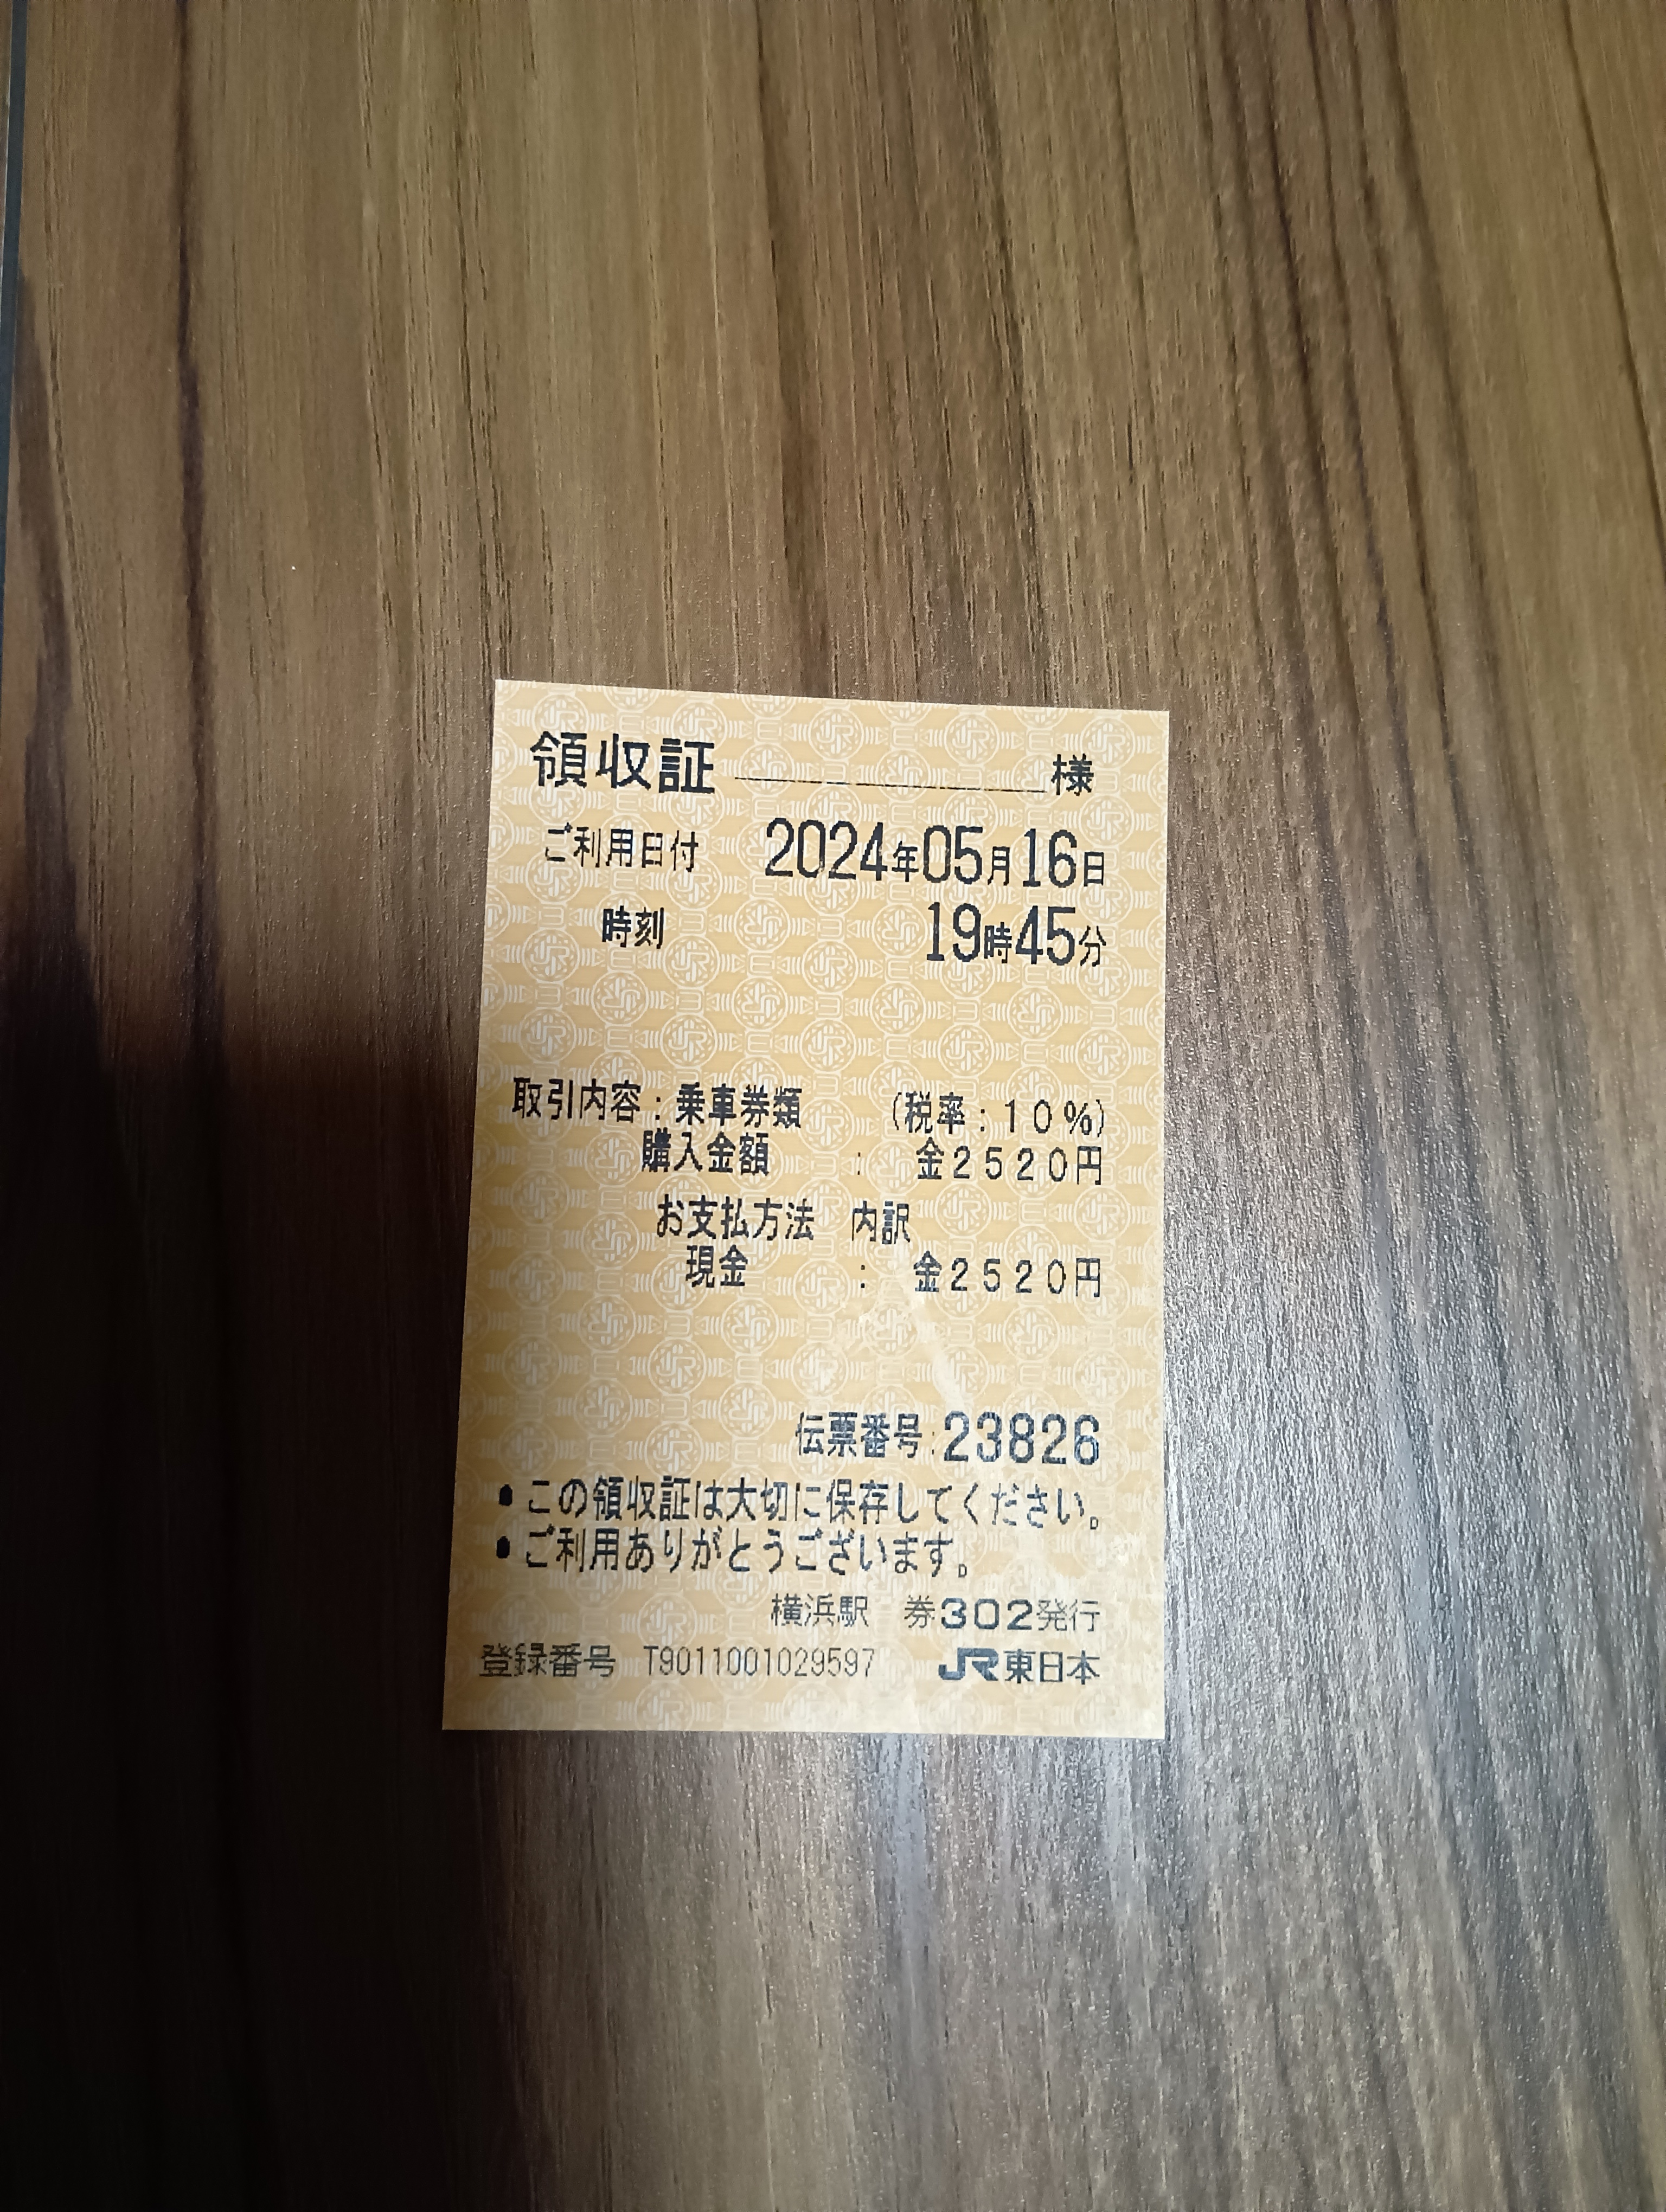 領収証 様
ご利用日付 2024年05月16日
時刻 19時45分
取引内容:乗車券類 (税率:10%)
購入金額 : 金2520円
お支払方法 内訳
現金 : 金2520円
伝票番号:23826
•この領収証は大切に保存してください。
•ご利用ありがとうございます。
横浜駅 券302発行
登録番号 T9011001029597 JR東日本